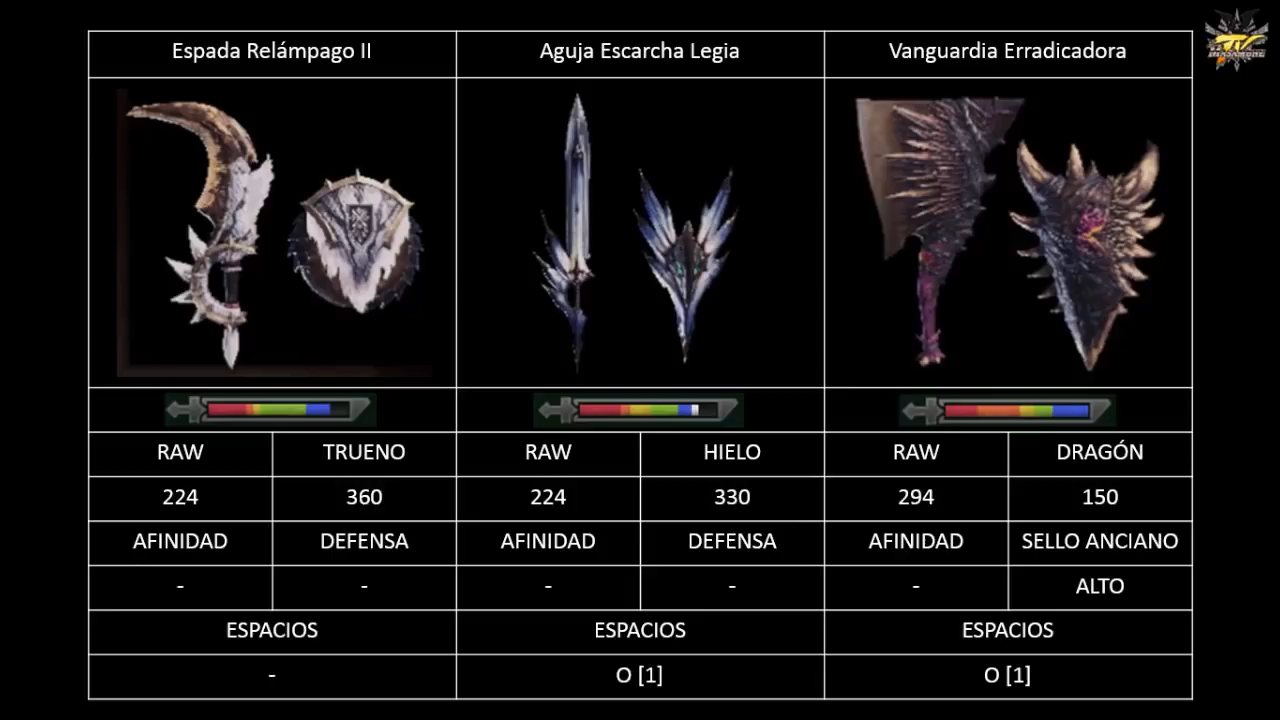 Espada Relámpago II
Aguja Escarcha Legia
Vanguardia Erradicadora
TV
RAW
TRUENO
RAW
HIELO
RAW
DRAGÓN
224
360
224
330
294
150
AFINIDAD
DEFENSA
AFINIDAD
DEFENSA
AFINIDAD
SELLO ANCIANO
-
-
-
-
-
ALTO
ESPACIOS
ESPACIOS
ESPACIOS
-
O [1]
O [1]